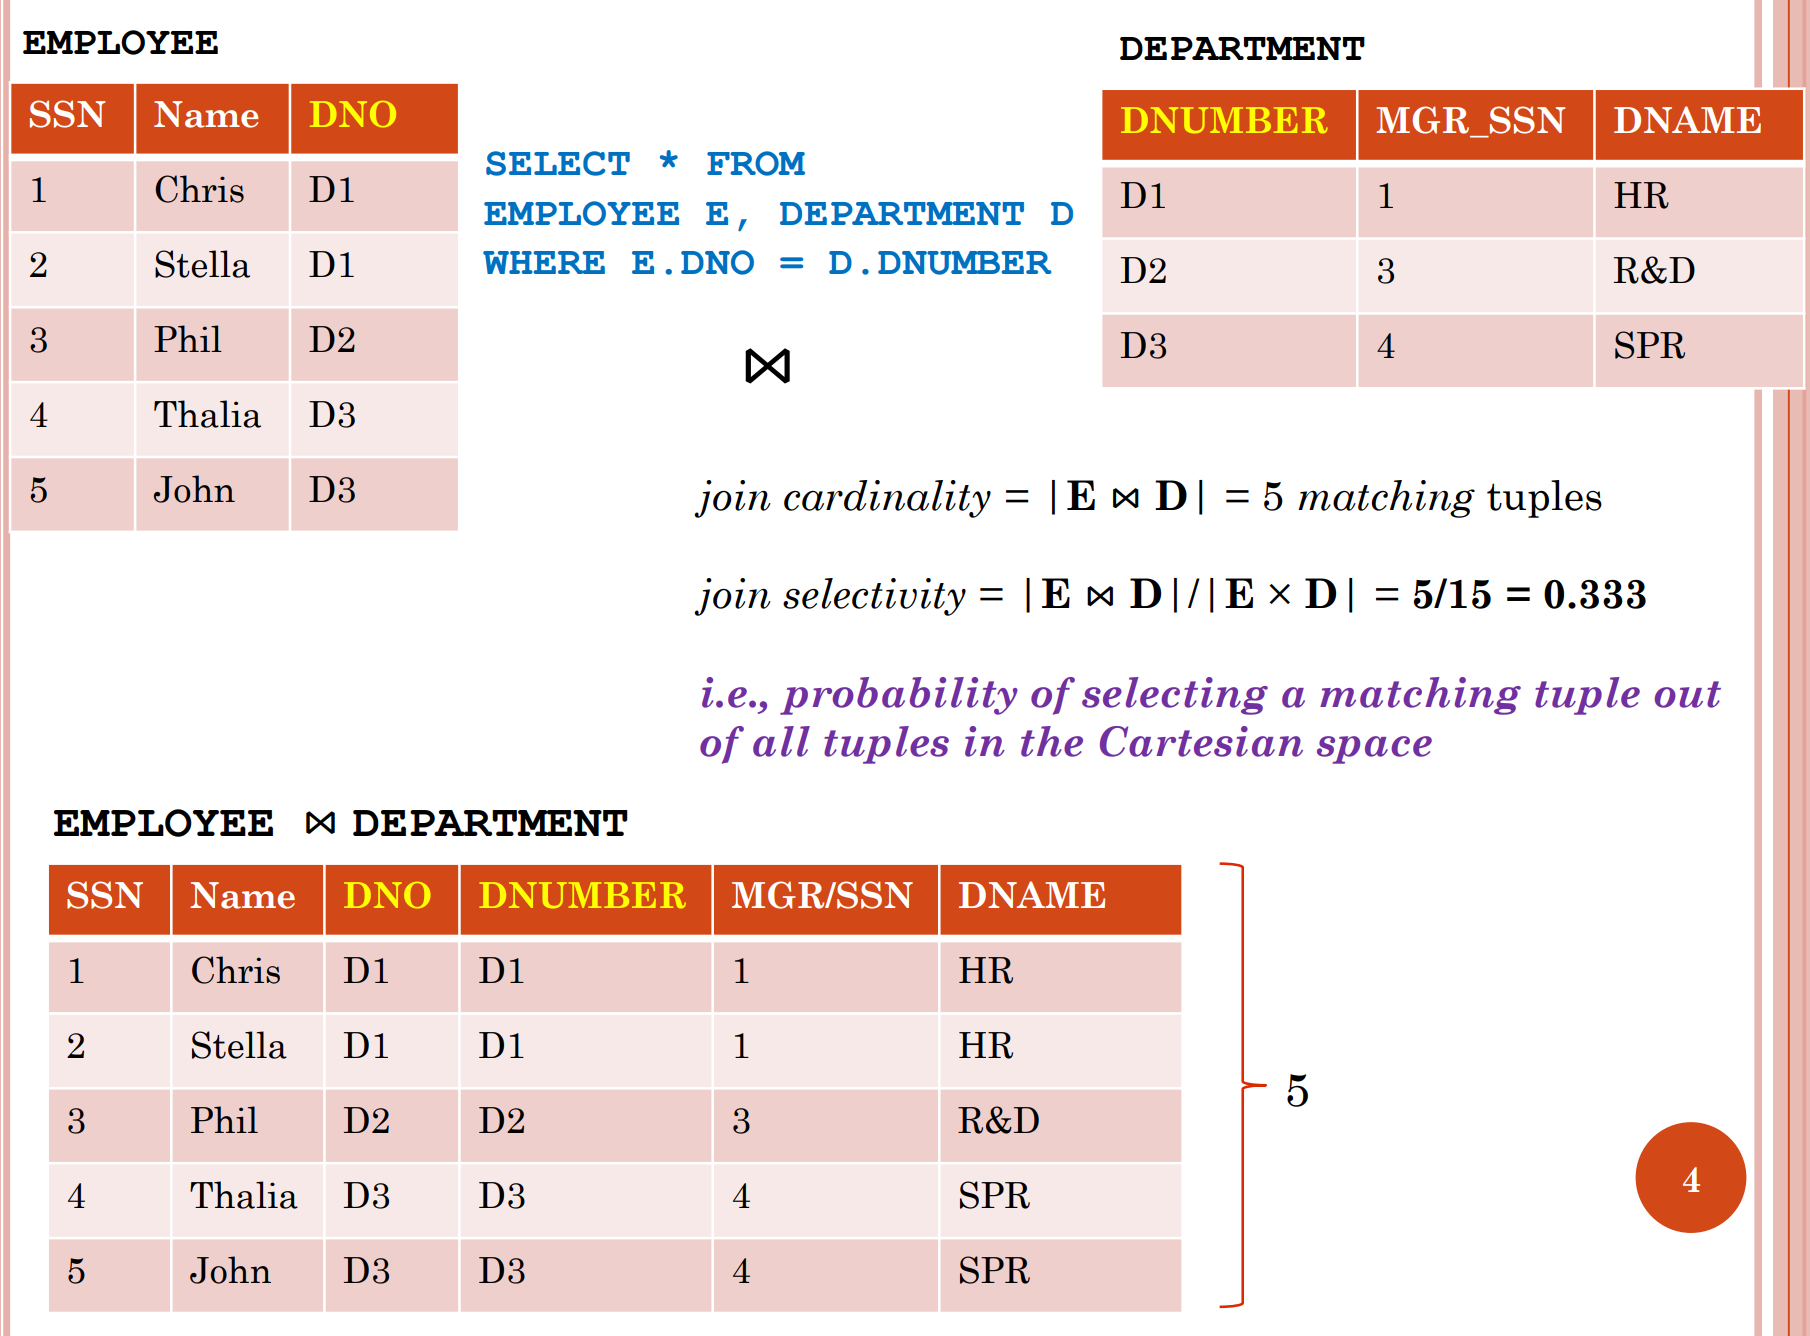 EMPLOYEE
SSN Name DNO
1 Chris D1
2 Stella D1
3 Phil D2
4 Thalia D3
5 John D3
SELECT * FROM
EMPLOYEE E, DEPARTMENT D
WHERE E.DNO = D.DNUMBER
⋈
DEPARTMENT
DNUMBER MGR_SSN DNAME
D1 1 HR
D2 3 R&D
D3 4 SPR
join cardinality = |E ⋈ D| = 5 matching tuples
join selectivity = |E ⋈ D|/|E × D| = 5/15 = 0.333
i.e., probability of selecting a matching tuple out
of all tuples in the Cartesian space
EMPLOYEE ⋈ DEPARTMENT
SSN Name DNO DNUMBER MGR/SSN DNAME
1 Chris D1 D1 1 HR
2 Stella D1 D1 1 HR
3 Phil D2 D2 3 R&D
4 Thalia D3 D3 4 SPR
5 John D3 D3 4 SPR
5
4